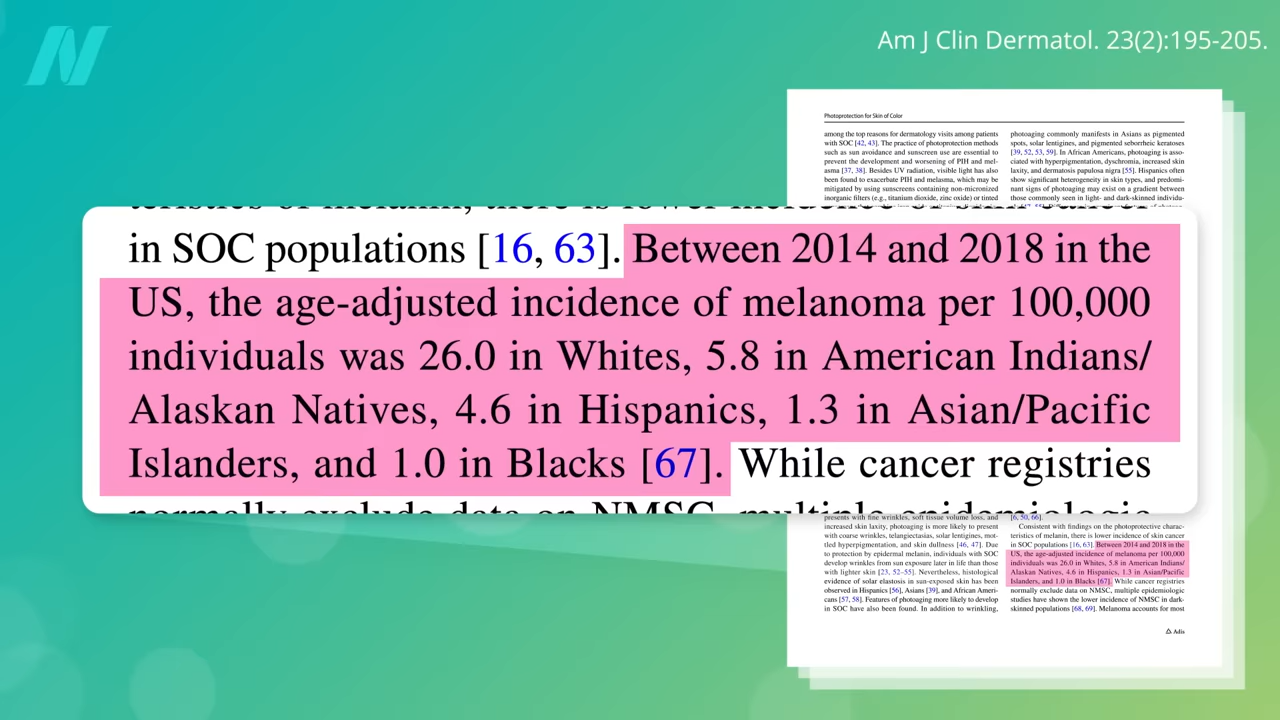 Am J Clin Dermatol. 23(2):195-205.
Photoprotection for Skin of Color
among the top reasons for dermatology visits among patients
with SOC [42, 43]. The practice of photoprotection methods
such as sun avoidance and sunscreen use are essential to
prevent the development and worsening of PIH and mel-
asma [37, 38]. Besides UV radiation, visible light has also
been found to exacerbate PIH and melasma, which may be
mitigated by using sunscreens containing non-micronized
inorganic filters (e.g., titanium dioxide, zinc oxide) or tinted
photoaging commonly manifests in Asians as pigmented
spots, solar lentigines, and pigmented seborrheic keratoses
[39, 52, 53, 59]. In African Americans, photoaging is asso-
ciated with hyperpigmentation, dyschromia, increased skin
laxity, and dermatosis papulosa nigra [55]. Hispanics often
show significant heterogeneity in skin types, and predomi-
nant signs of photoaging may exist on a gradient between
those commonly seen in light- and dark-skinned individu-
teristics of melanin, there is lower incidence of skin cancer
in SOC populations [16, 63]. Between 2014 and 2018 in the
US, the age-adjusted incidence of melanoma per 100,000
individuals was 26.0 in Whites, 5.8 in American Indians/
Alaskan Natives, 4.6 in Hispanics, 1.3 in Asian/Pacific
Islanders, and 1.0 in Blacks [67]. While cancer registries
normally exclude data on NMSC, multiple epidemiologic
presents with fine wrinkles, soft tissue volume loss, and
increased skin laxity, photoaging is more likely to present
with coarse wrinkles, telangiectasias, solar lentigines, mot-
tled hyperpigmentation, and skin dullness [46, 47]. Due
to protection by epidermal melanin, individuals with SOC
develop wrinkles from sun exposure later in life than those
with lighter skin [23, 52–55]. Nevertheless, histological
evidence of solar elastosis in sun-exposed skin has been
observed in Hispanics [56], Asians [39], and African Ameri-
cans [57, 58]. Features of photoaging more likely to develop
in SOC have also been found. In addition to wrinkling,
[6, 50, 66].
Consistent with findings on the photoprotective charac-
teristics of melanin, there is lower incidence of skin cancer
in SOC populations [16, 63]. Between 2014 and 2018 in the
US, the age-adjusted incidence of melanoma per 100,000
individuals was 26.0 in Whites, 5.8 in American Indians/
Alaskan Natives, 4.6 in Hispanics, 1.3 in Asian/Pacific
Islanders, and 1.0 in Blacks [67]. While cancer registries
normally exclude data on NMSC, multiple epidemiologic
studies have shown the lower incidence of NMSC in dark-
skinned populations [68, 69]. Melanoma accounts for most
Adis